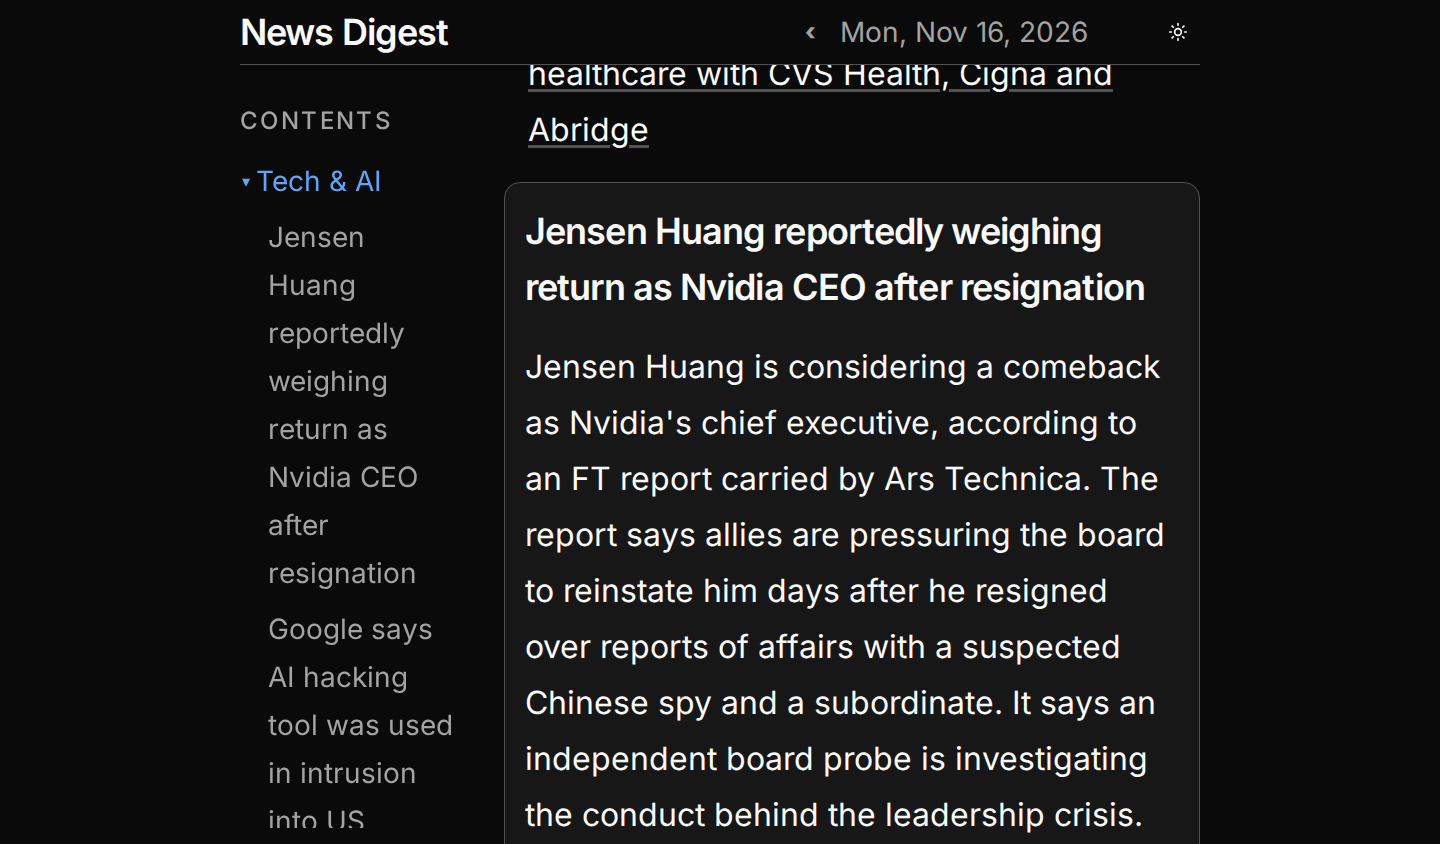 News Digest
‹ Mon, Nov 16, 2026
CONTENTS
▾ Tech & AI
Jensen
Huang
reportedly
weighing
return as
Nvidia CEO
after
resignation
Google says
AI hacking
tool was used
in intrusion
into US
healthcare with CVS Health, Cigna and
Abridge
Jensen Huang reportedly weighing
return as Nvidia CEO after resignation
Jensen Huang is considering a comeback
as Nvidia's chief executive, according to
an FT report carried by Ars Technica. The
report says allies are pressuring the board
to reinstate him days after he resigned
over reports of affairs with a suspected
Chinese spy and a subordinate. It says an
independent board probe is investigating
the conduct behind the leadership crisis.